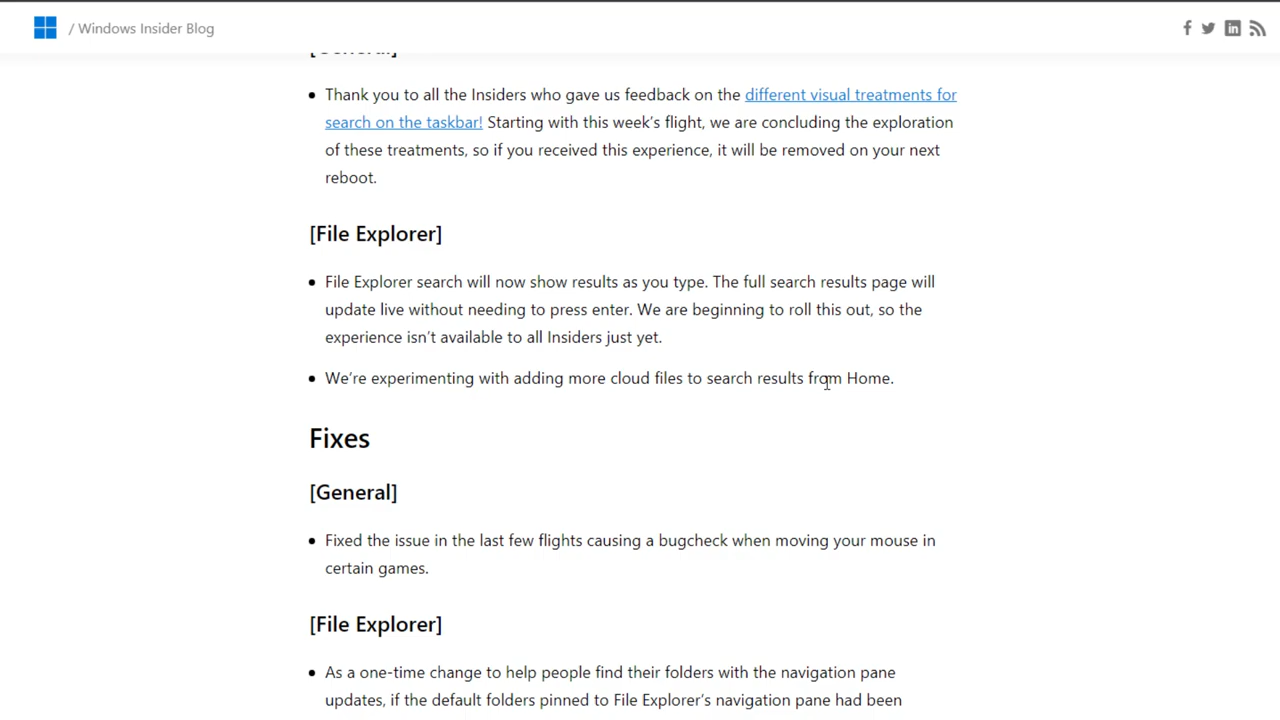 / Windows Insider Blog
[General]
• Thank you to all the Insiders who gave us feedback on the different visual treatments for
search on the taskbar! Starting with this week’s flight, we are concluding the exploration
of these treatments, so if you received this experience, it will be removed on your next
reboot.
[File Explorer]
• File Explorer search will now show results as you type. The full search results page will
update live without needing to press enter. We are beginning to roll this out, so the
experience isn’t available to all Insiders just yet.
• We’re experimenting with adding more cloud files to search results from Home.
Fixes
[General]
• Fixed the issue in the last few flights causing a bugcheck when moving your mouse in
certain games.
[File Explorer]
• As a one-time change to help people find their folders with the navigation pane
updates, if the default folders pinned to File Explorer’s navigation pane had been